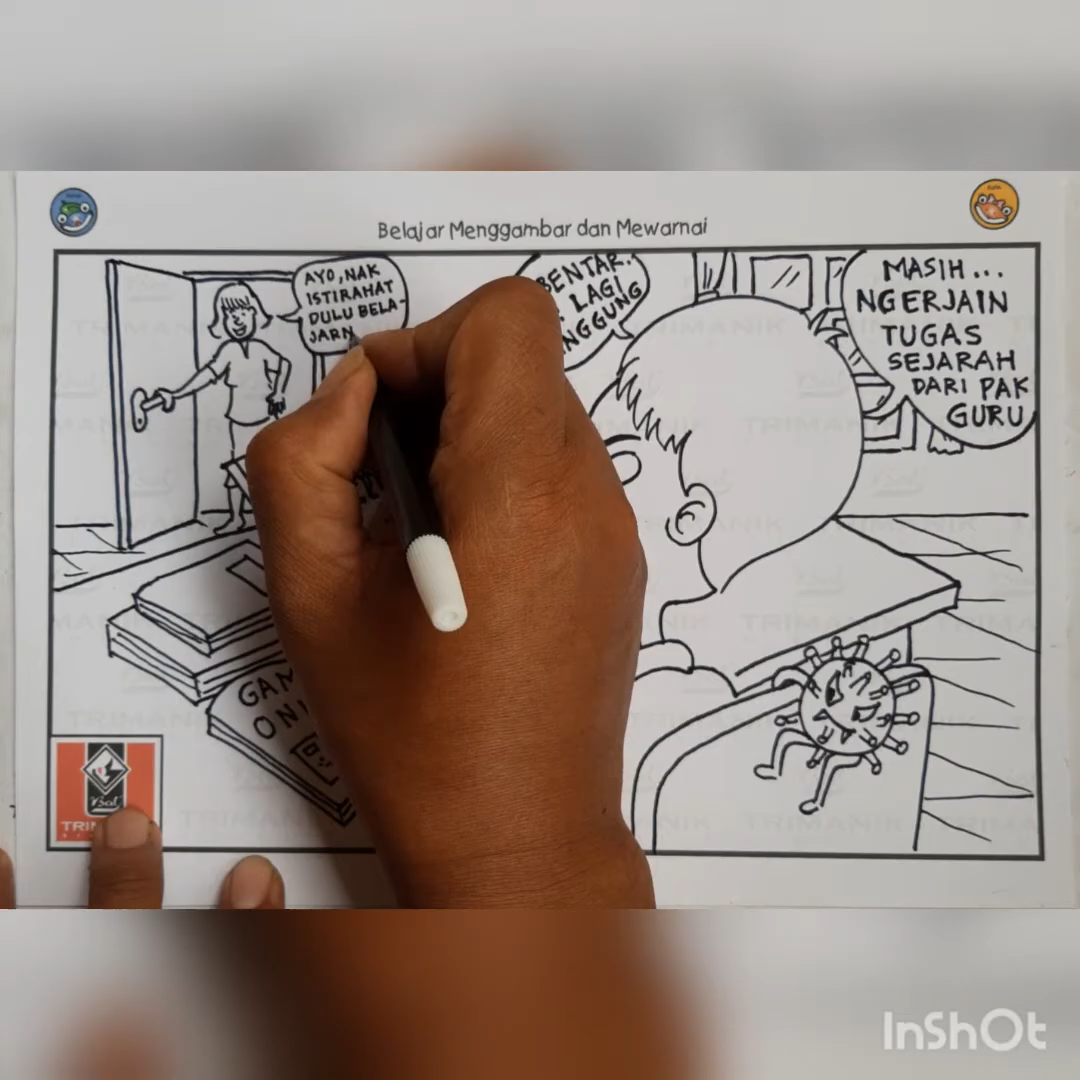 Belajar Menggambar dan Mewarnai
AYO, NAK
ISTIRAHAT
DULU BELA-
JARN
BENTAR.
LAGI
MASIH...
NGERJAIN
TUGAS
SEJARAH
DARI PAK
GURU
TRIMANIK
InShOt